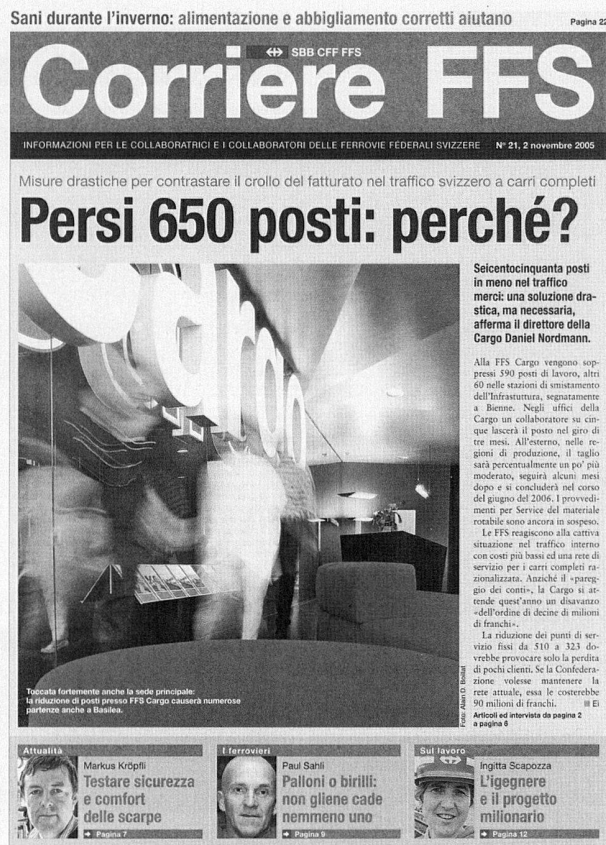 Sani durante l'inverno: alimentazione e abbigliamento corretti aiutano
Pagina 22
SBB CFF FFS
Corriere FFS
INFORMAZIONI PER LE COLLABORATRICI E I COLLABORATORI DELLE FERROVIE FEDERALI SVIZZERE
N° 21, 2 novembre 2005
Misure drastiche per contrastare il crollo del fatturato nel traffico svizzero a carri completi
Persi 650 posti: perché?
Seicentocinquanta posti
in meno nel traffico
merci: una soluzione dra-
stica, ma necessaria,
afferma il direttore della
Cargo Daniel Nordmann.
Alla FFS Cargo vengono sop-
pressi 590 posti di lavoro, altri
60 nelle stazioni di smistamento
dell'Infrastuttura, segnatamente
a Bienne. Negli uffici della
Cargo un collaboratore su cin-
que lascerà il posto nel giro di
tre mesi. All'esterno, nelle re-
gioni di produzione, il taglio
sarà percentualmente un po' più
moderato, seguirà alcuni mesi
dopo e si concluderà nel corso
del giugno del 2006. I provvedi-
menti per Service del materiale
rotabile sono ancora in sospeso.
Le FFS reagiscono alla cattiva
situazione nel traffico interno
con costi più bassi ed una rete di
servizio per i carri completi ra-
zionalizzata. Anziché il «pareg-
gio dei conti», la Cargo si at-
tende quest'anno un disavanzo
«dell'ordine di decine di milioni
di franchi».
La riduzione dei punti di ser-
vizio fissi da 510 a 323 do-
vrebbe provocare solo la perdita
di pochi clienti. Se la Confedera-
zione volesse mantenere la
rete attuale, essa le costerebbe
90 milioni di franchi. Ei
Articoli ed intervista da pagina 2
a pagina 6
Toccata fortemente anche la sede principale:
la riduzione di posti presso FFS Cargo causerà numerose
partenze anche a Basilea.
Foto: Alain D. Boillat
Attualità
Markus Kröpfli
Testare sicurezza
e comfort
delle scarpe
Pagina 7
I ferrovieri
Paul Sahli
Palloni o birilli:
non gliene cade
nemmeno uno
Pagina 9
Sul lavoro
Ingitta Scapozza
L'igegnere
e il progetto
milionario
Pagina 12